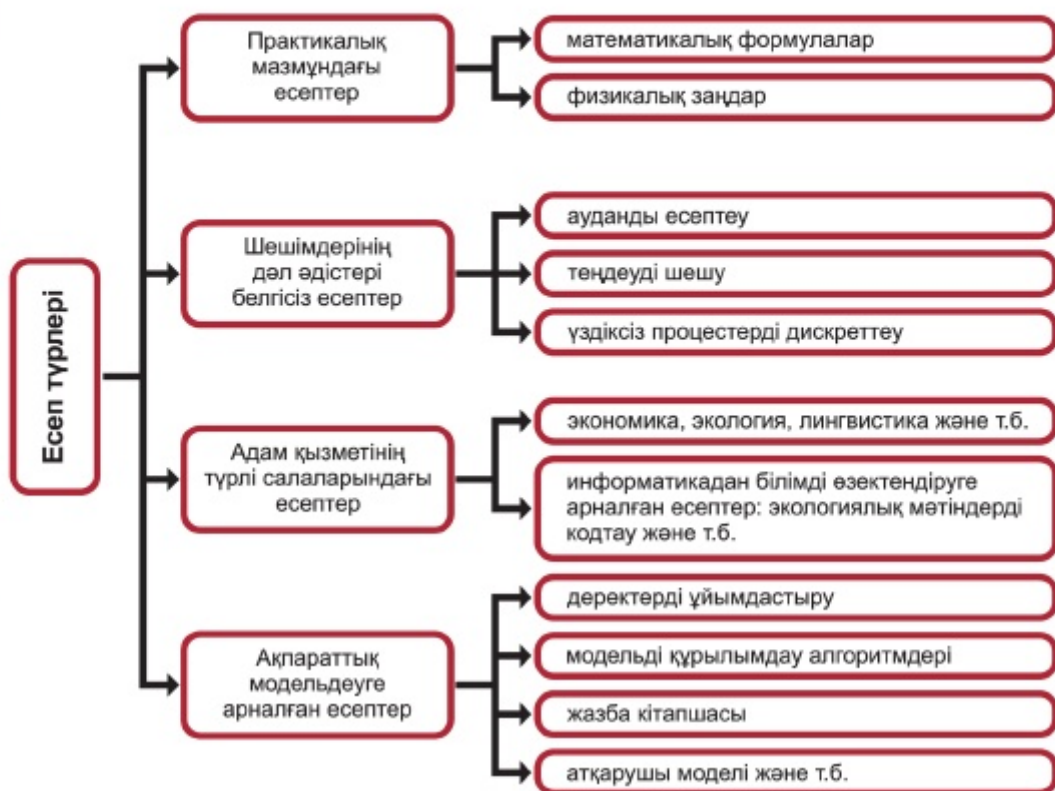 Есеп түрлері
Практикалық
мазмұндағы
есептер
математикалық формулалар
физикалық заңдар
Шешімдерінің
дәл әдістері
белгісіз есептер
ауданды есептеу
теңдеуді шешу
үздіксіз процестерді дискреттеу
Адам қызметінің
түрлі салаларындағы
есептер
экономика, экология, лингвистика және т.б.
информатикадан білімді өзектендіруге
арналған есептер: экологиялық мәтіндерді
кодтау және т.б.
Ақпараттық
модельдеуге
арналған есептер
деректерді ұйымдастыру
модельді құрылымдау алгоритмдері
жазба кітапшасы
атқарушы моделі және т.б.